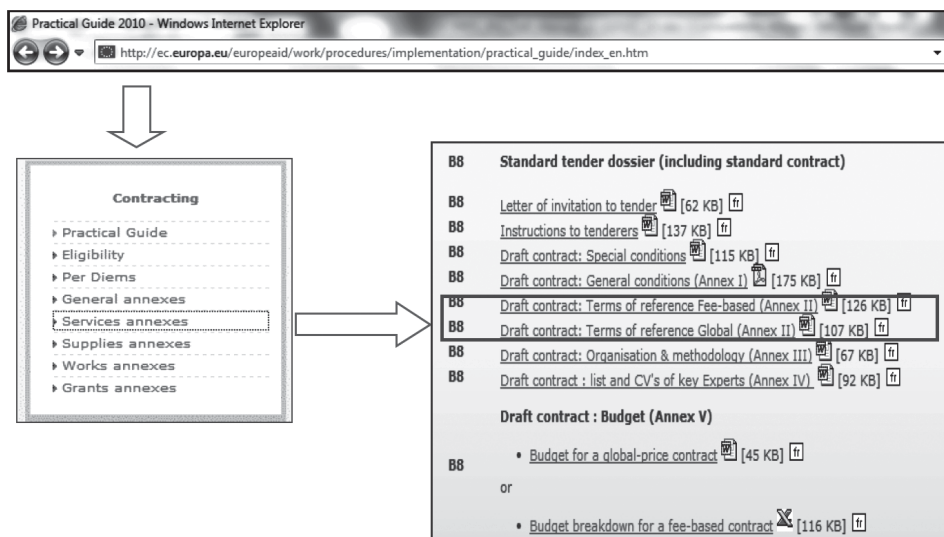 Practical Guide 2010 - Windows Internet Explorer
http://ec.europa.eu/europeaid/work/procedures/implementation/practical_guide/index_en.htm
Contracting
Practical Guide
Eligibility
Per Diems
General annexes
Services annexes
Supplies annexes
Works annexes
Grants annexes
B8 Standard tender dossier (including standard contract)
B8 Letter of invitation to tender [62 KB] fr
B8 Instructions to tenderers [137 KB] fr
B8 Draft contract: Special conditions [115 KB] fr
B8 Draft contract: General conditions (Annex I) [175 KB] fr
B8 Draft contract: Terms of reference Fee-based (Annex II) [126 KB] fr
B8 Draft contract: Terms of reference Global (Annex II) [107 KB] fr
B8 Draft contract: Organisation & methodology (Annex III) [67 KB] fr
B8 Draft contract : list and CV's of key Experts (Annex IV) [92 KB] fr
Draft contract : Budget (Annex V)
B8 • Budget for a global-price contract [45 KB] fr
or
• Budget breakdown for a fee-based contract [116 KB] fr